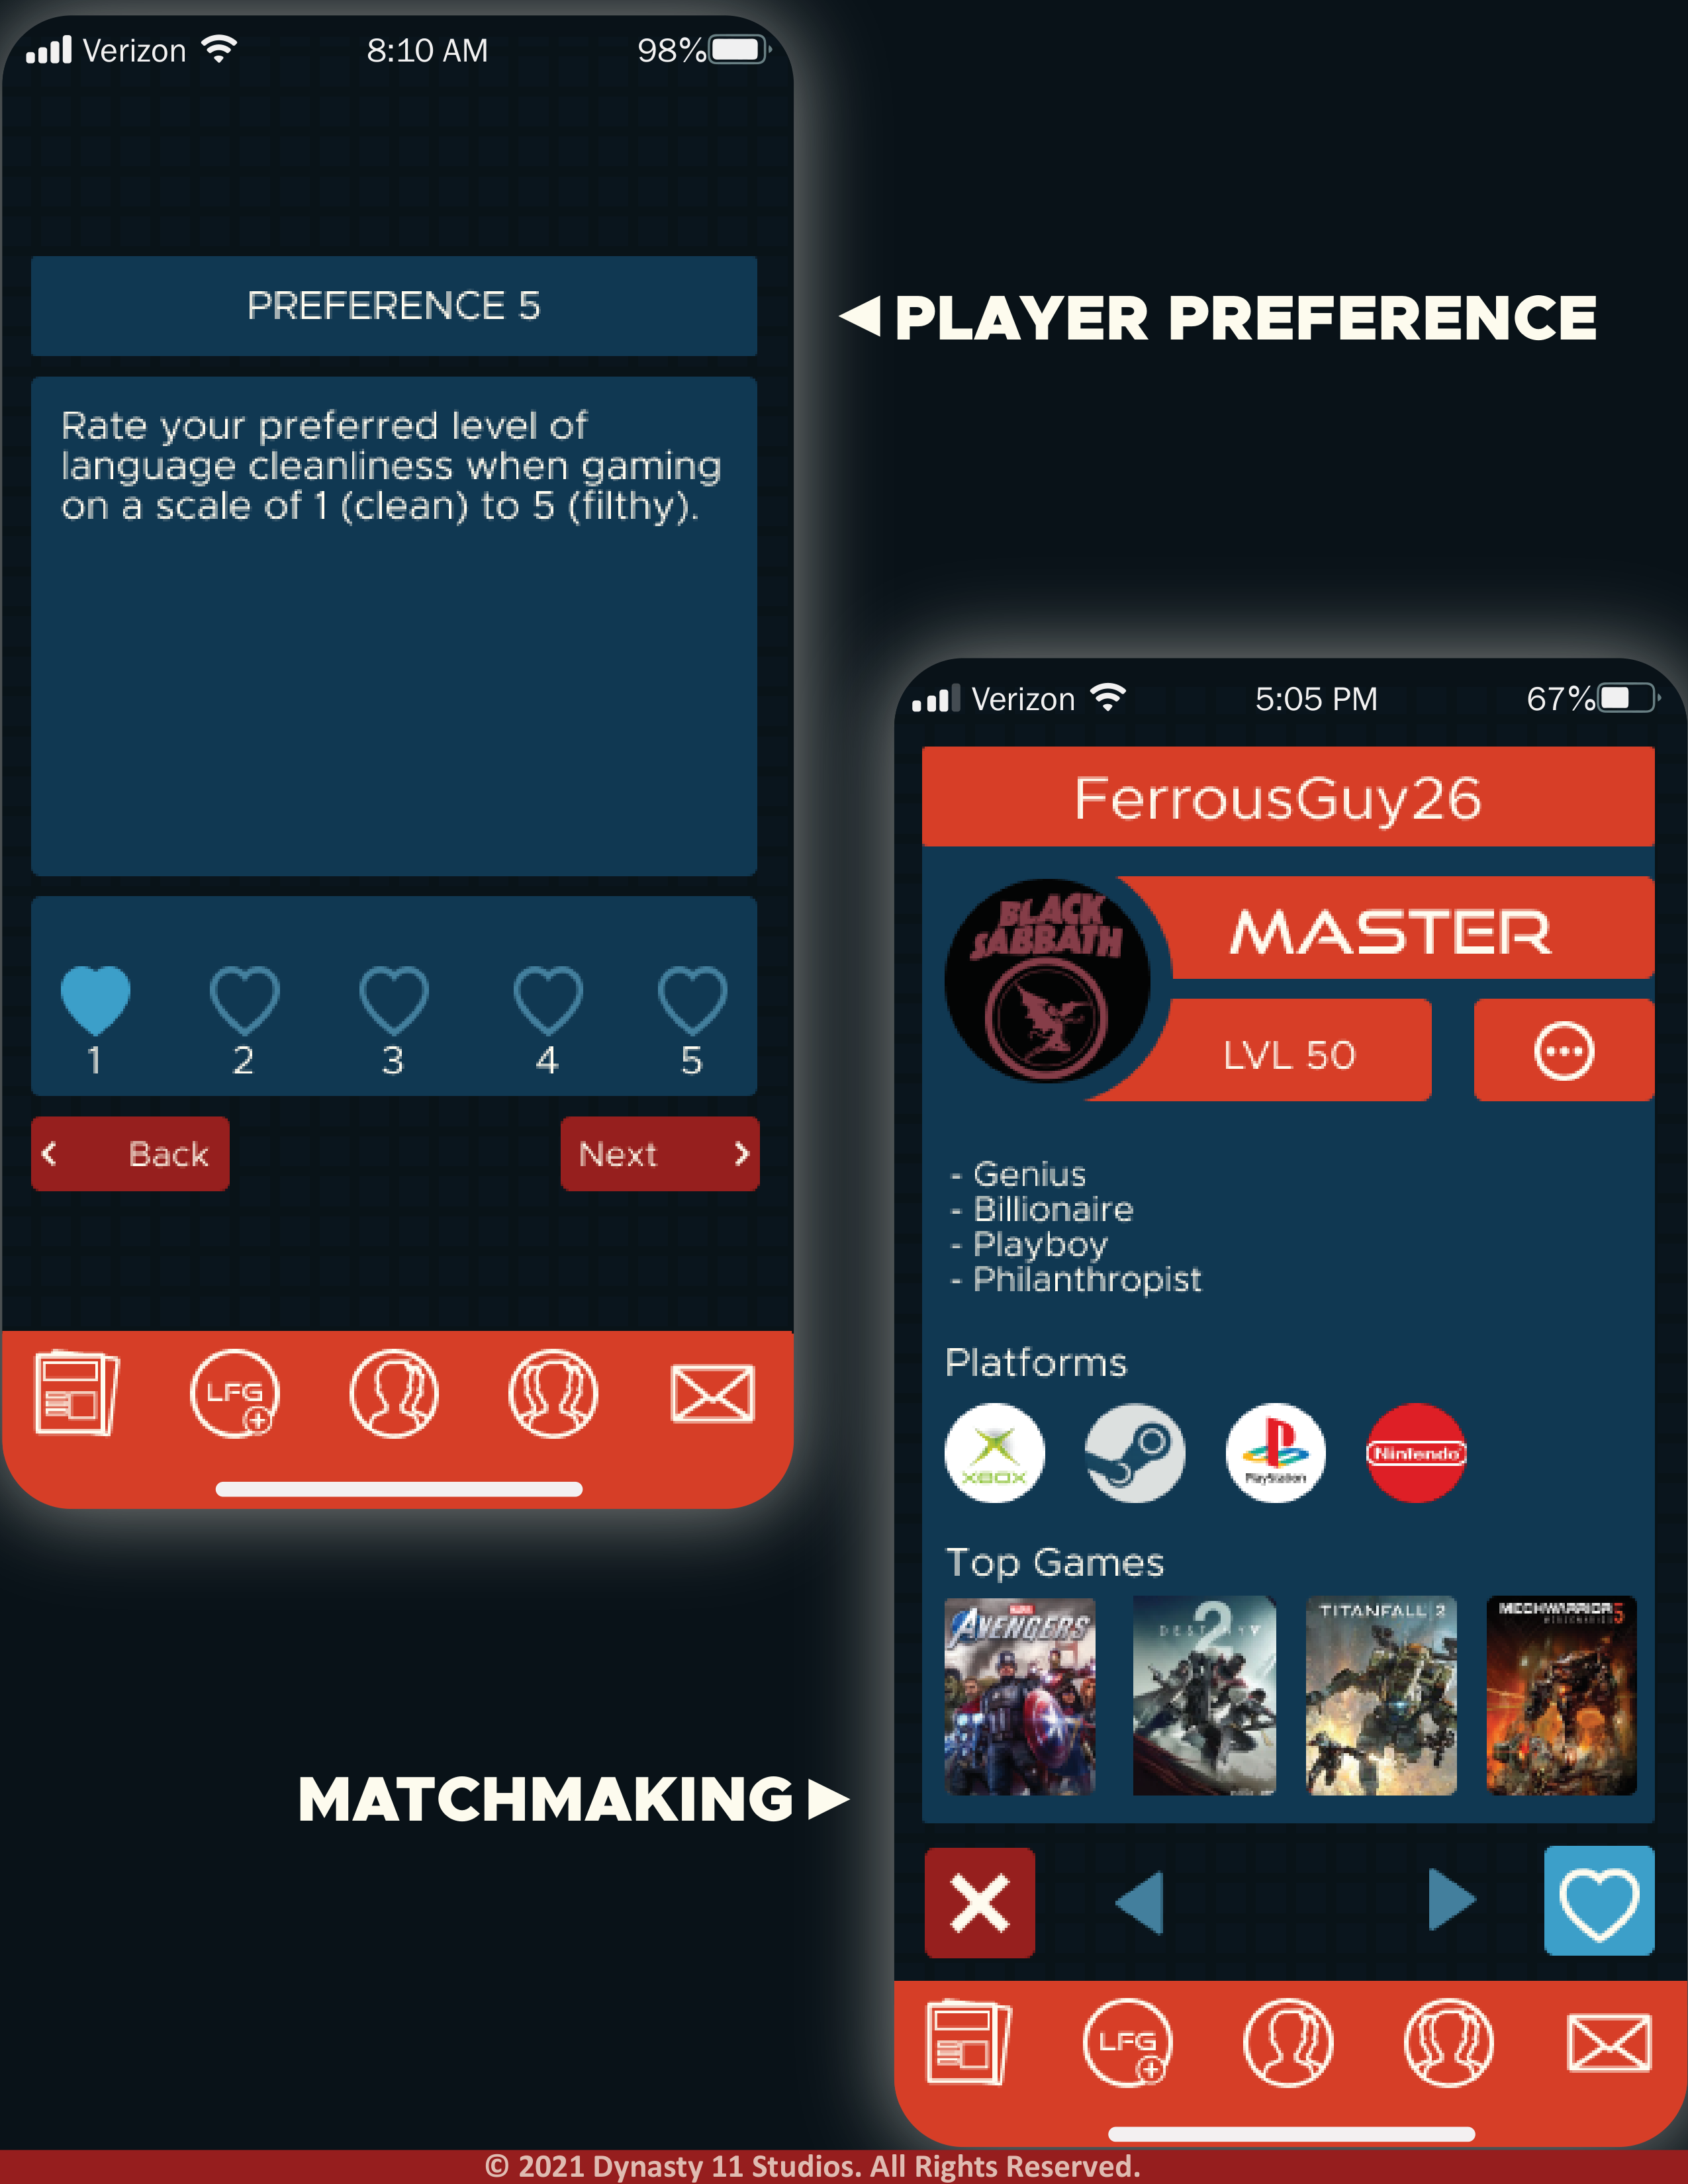 Verizon 8:10 AM 98%
PREFERENCE 5
Rate your preferred level of
language cleanliness when gaming
on a scale of 1 (clean) to 5 (filthy).
1 2 3 4 5
Back Next
LFG
PLAYER PREFERENCE
MATCHMAKING
Verizon 5:05 PM 67%
FerrousGuy26
BLACK
SABBATH
MASTER
LVL 50
- Genius
- Billionaire
- Playboy
- Philanthropist
Platforms
XBOX PlayStation Nintendo
Top Games
MARVEL
AVENGERS
2
DESTINY
TITANFALL 2
MECHWARRIOR 5
MERCENARIES
LFG
© 2021 Dynasty 11 Studios. All Rights Reserved.